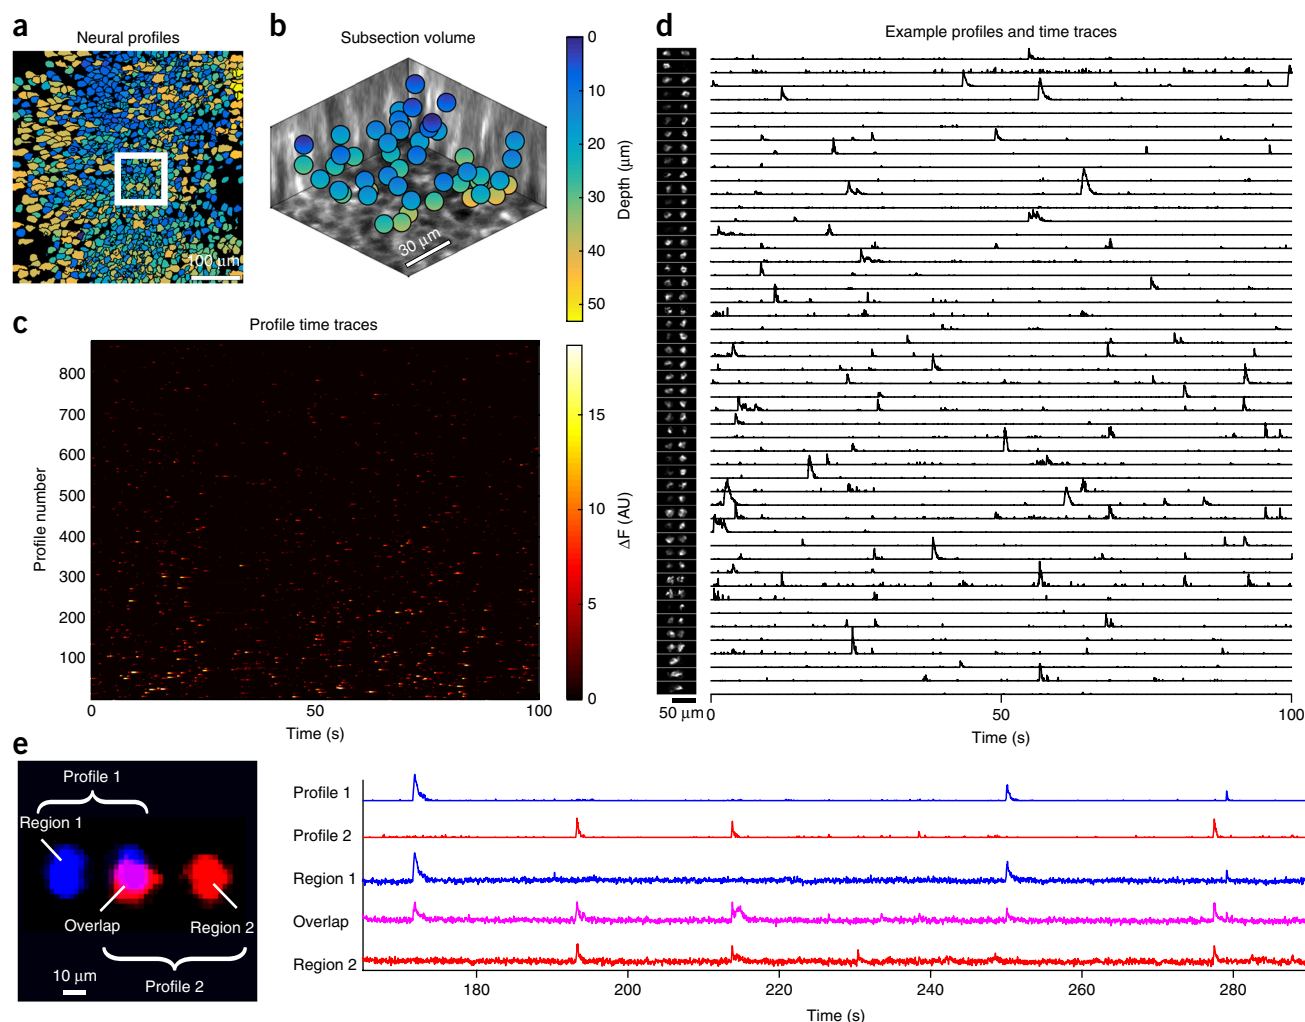 a
Neural profiles
100 μm
b
Subsection volume
30 μm
0
10
20
30
40
50
Depth (μm)
c
Profile time traces
800
700
600
500
400
300
200
100
Profile number
0
50
100
Time (s)
15
10
5
0
ΔF (AU)
d
Example profiles and time traces
50 μm
0
50
100
Time (s)
e
Profile 1
Region 1
Overlap
Region 2
10 μm
Profile 2
Profile 1
Profile 2
Region 1
Overlap
Region 2
180
200
220
240
260
280
Time (s)